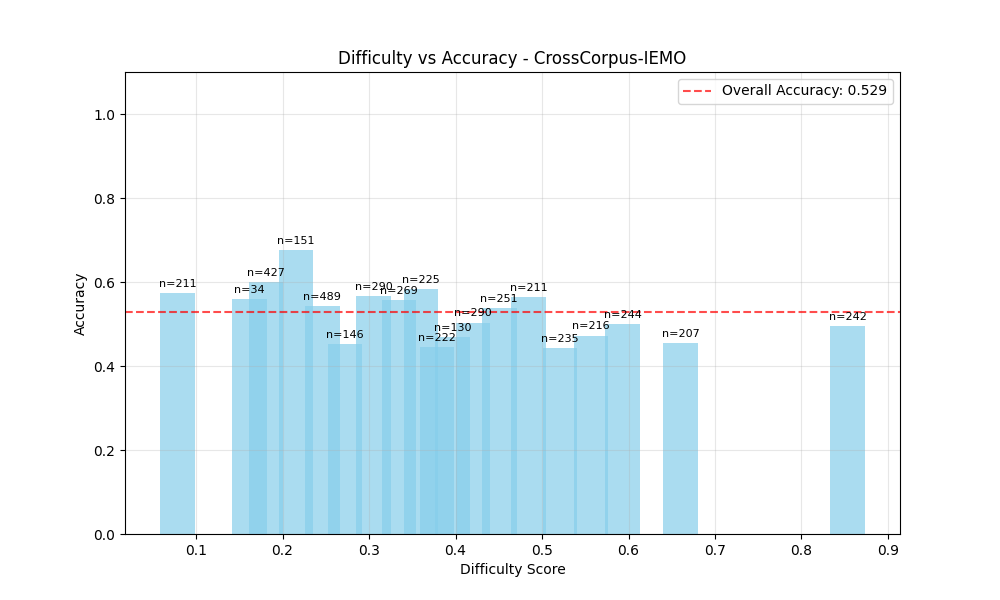 Difficulty vs Accuracy - CrossCorpus-IEMO
Overall Accuracy: 0.529
Accuracy
1.0
0.8
0.6
0.4
0.2
0.0
n=211
n=34
n=427
n=151
n=489
n=146
n=290
n=269
n=225
n=222
n=130
n=290
n=251
n=211
n=235
n=216
n=244
n=207
n=242
0.1 0.2 0.3 0.4 0.5 0.6 0.7 0.8 0.9
Difficulty Score